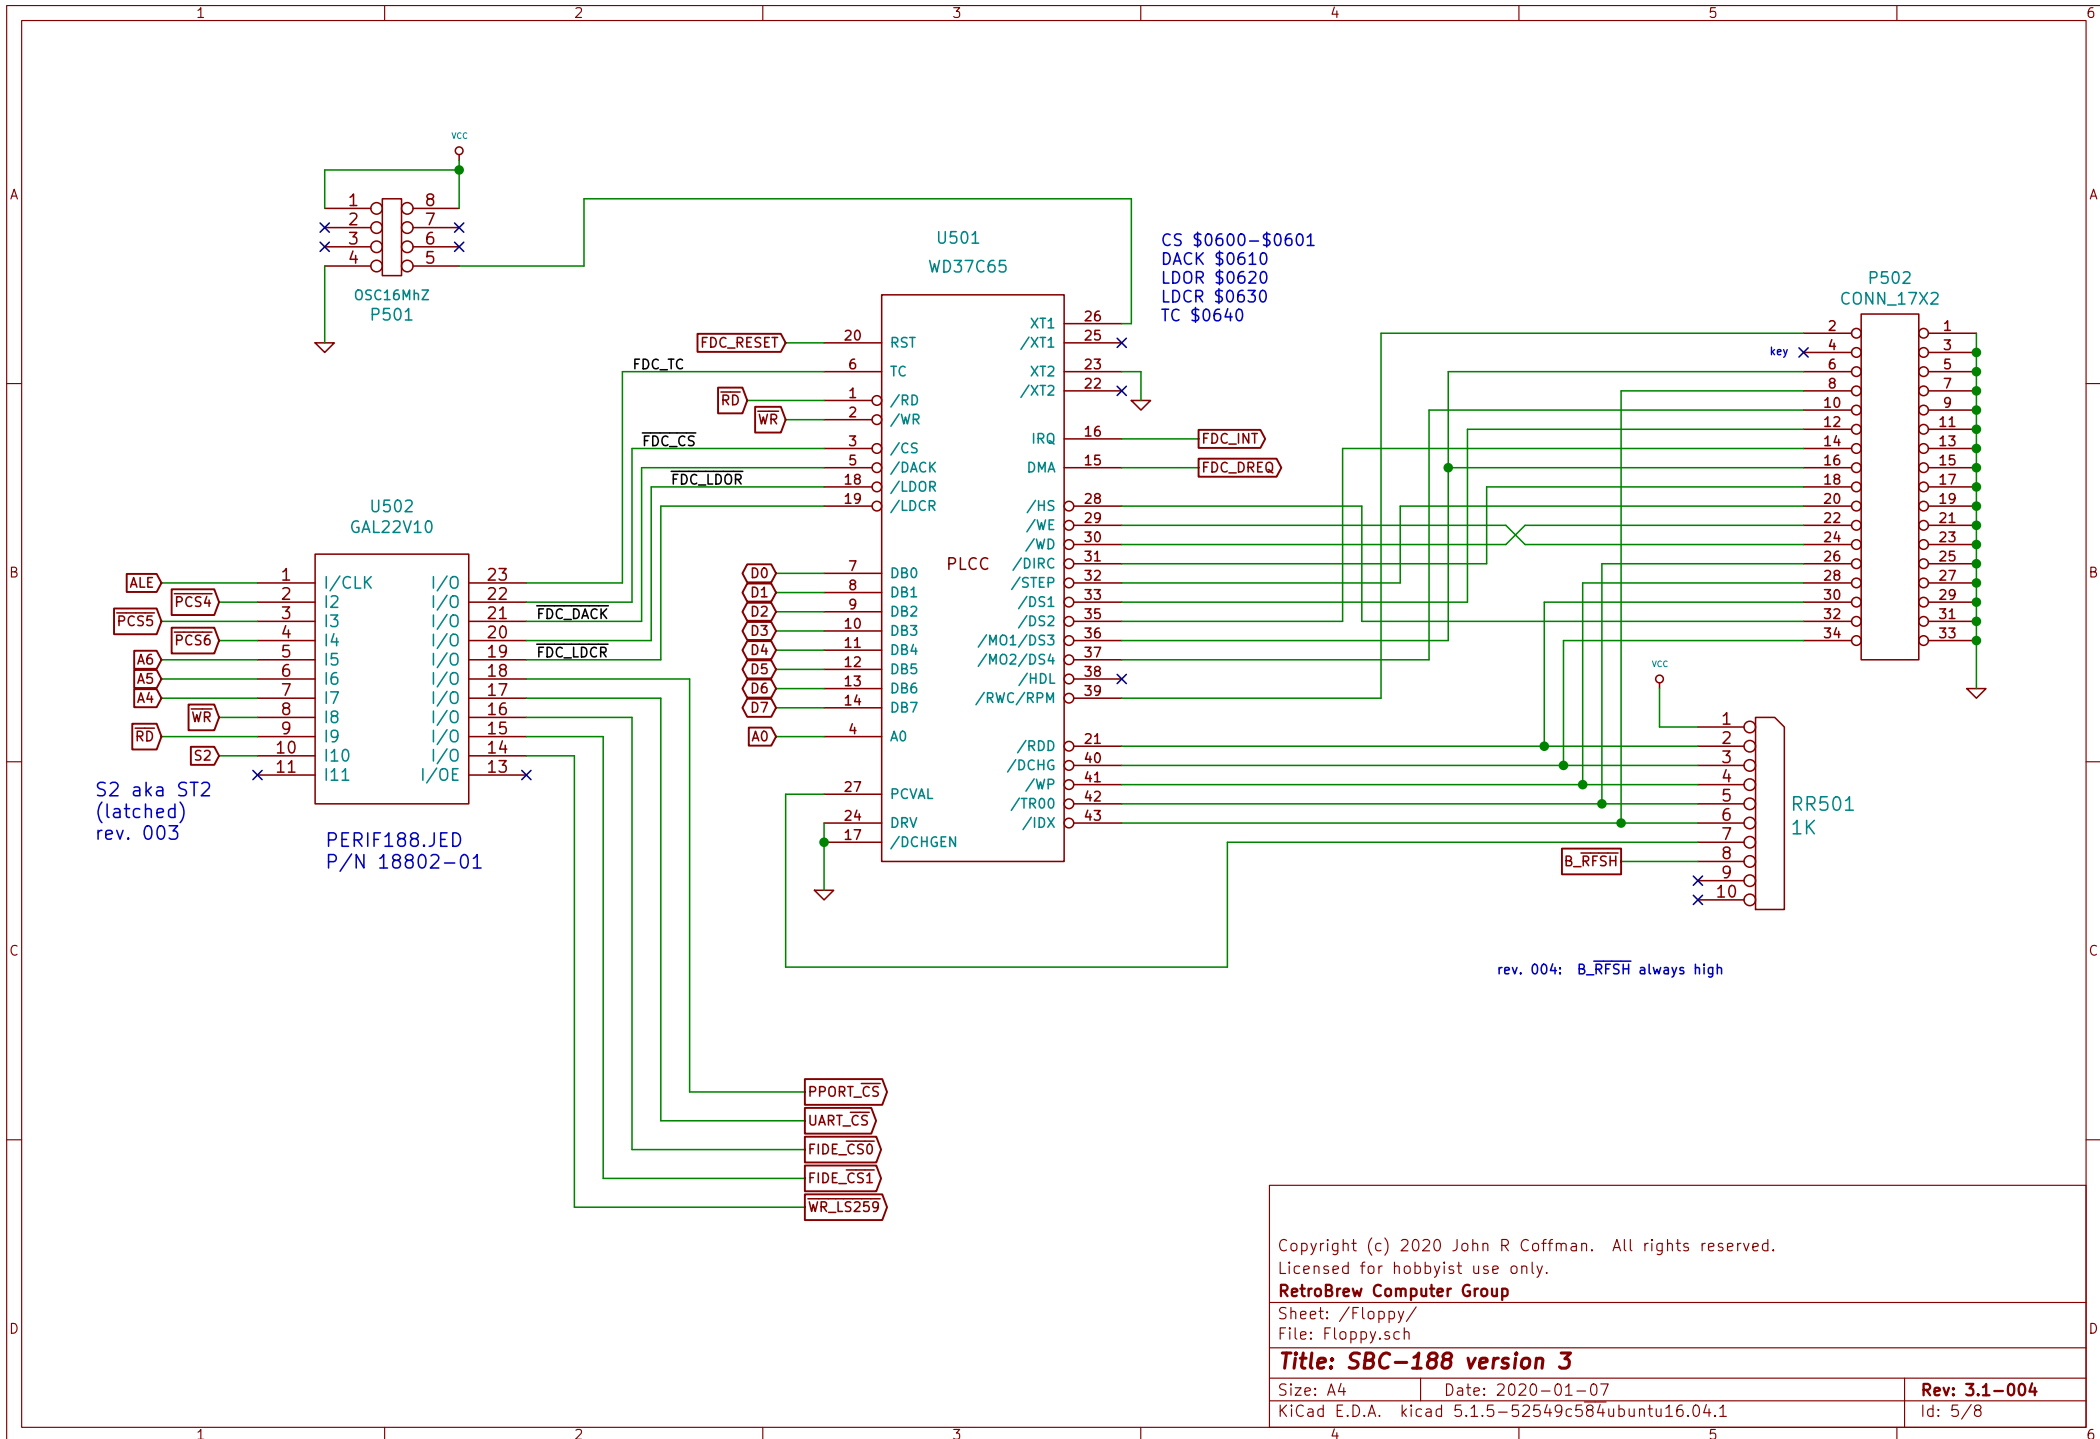 1 2 3 4 5 6
A
B
C
D
A
B
C
D
1 2 3 4 5 6
VCC
1 8
2 7
3 6
4 5
OSC16MhZ
P501
U501
WD37C65
CS $0600-$0601
DACK $0610
LDOR $0620
LDCR $0630
TC $0640
FDC_RESET 20 RST
FDC_TC 6 TC
RD 1 /RD
WR 2 /WR
FDC_CS 3 /CS
5 /DACK
FDC_LDOR 18 /LDOR
19 /LDCR
PLCC
D0 7 DB0
D1 8 DB1
D2 9 DB2
D3 10 DB3
D4 11 DB4
D5 12 DB5
D6 13 DB6
D7 14 DB7
A0 4 A0
27 PCVAL
24 DRV
17 /DCHGEN
XT1 26
/XT1 25
XT2 23
/XT2 22
IRQ 16 FDC_INT
DMA 15 FDC_DREQ
/HS 28
/WE 29
/WD 30
/DIRC 31
/STEP 32
/DS1 33
/DS2 35
/MO1/DS3 36
/MO2/DS4 37
/HDL 38
/RWC/RPM 39
/RDD 21
/DCHG 40
/WP 41
/TR00 42
/IDX 43
U502
GAL22V10
ALE 1 I/CLK I/O 23
PCS4 2 I2 I/O 22
PCS5 3 I3 I/O 21 FDC_DACK
PCS6 4 I4 I/O 20
A6 5 I5 I/O 19 FDC_LDCR
A5 6 I6 I/O 18
A4 7 I7 I/O 17
WR 8 I8 I/O 16
RD 9 I9 I/O 15
S2 10 I10 I/O 14
11 I11 I/OE 13
S2 aka ST2
(latched)
rev. 003
PERIF188.JED
P/N 18802-01
P502
CONN_17X2
2 1
key 4 3
6 5
8 7
10 9
12 11
14 13
16 15
18 17
20 19
22 21
24 23
26 25
28 27
30 29
32 31
34 33
VCC
1
2
3
4
5
6
7
B_RFSH 8
9
10
RR501
1K
rev. 004: B_RFSH always high
PPORT_CS
UART_CS
FIDE_CS0
FIDE_CS1
WR_LS259
Copyright (c) 2020 John R Coffman. All rights reserved.
Licensed for hobbyist use only.
RetroBrew Computer Group
Sheet: /Floppy/
File: Floppy.sch
Title: SBC-188 version 3
Size: A4 Date: 2020-01-07 Rev: 3.1-004
KiCad E.D.A. kicad 5.1.5-52549c584ubuntu16.04.1 Id: 5/8